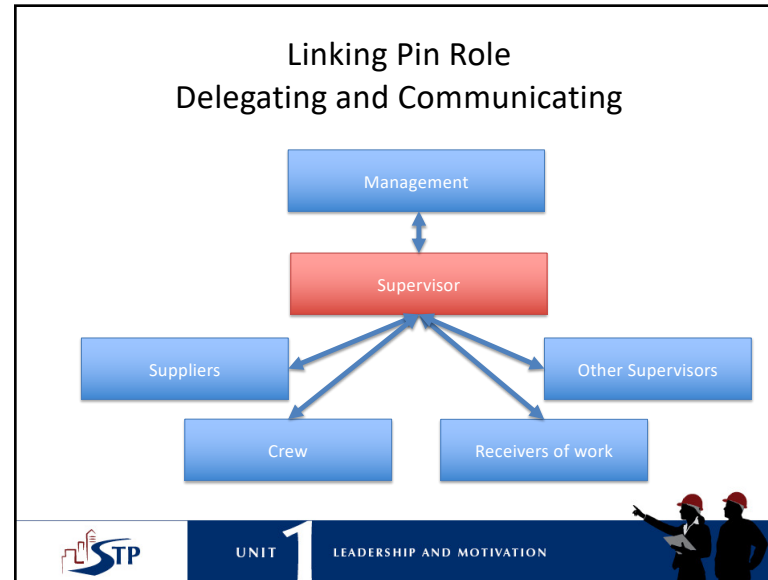 Linking Pin Role
Delegating and Communicating
Management
Supervisor
Suppliers
Other Supervisors
Crew
Receivers of work
STP
UNIT 1 LEADERSHIP AND MOTIVATION